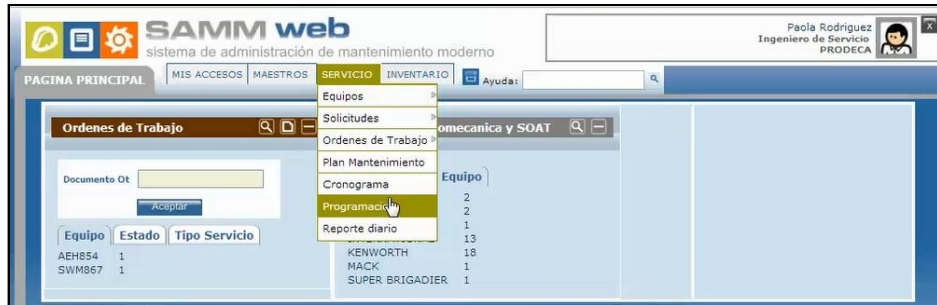 SAMM web
sistema de administración de mantenimiento moderno
Paola Rodriguez
Ingeniero de Servicio
PRODECA
X
PAGINA PRINCIPAL
MIS ACCESOS MAESTROS SERVICIO INVENTARIO Ayuda:
Equipos
Solicitudes
Ordenes de Trabajo
Plan Mantenimiento
Cronograma
Programacio
Reporte diario
Ordenes de Trabajo
Documento Ot
Aceptar
Equipo Estado Tipo Servicio
AEH854 1
SWM867 1
omecanica y SOAT
Equipo
2
2
1
13
KENWORTH 18
MACK 1
SUPER BRIGADIER 1